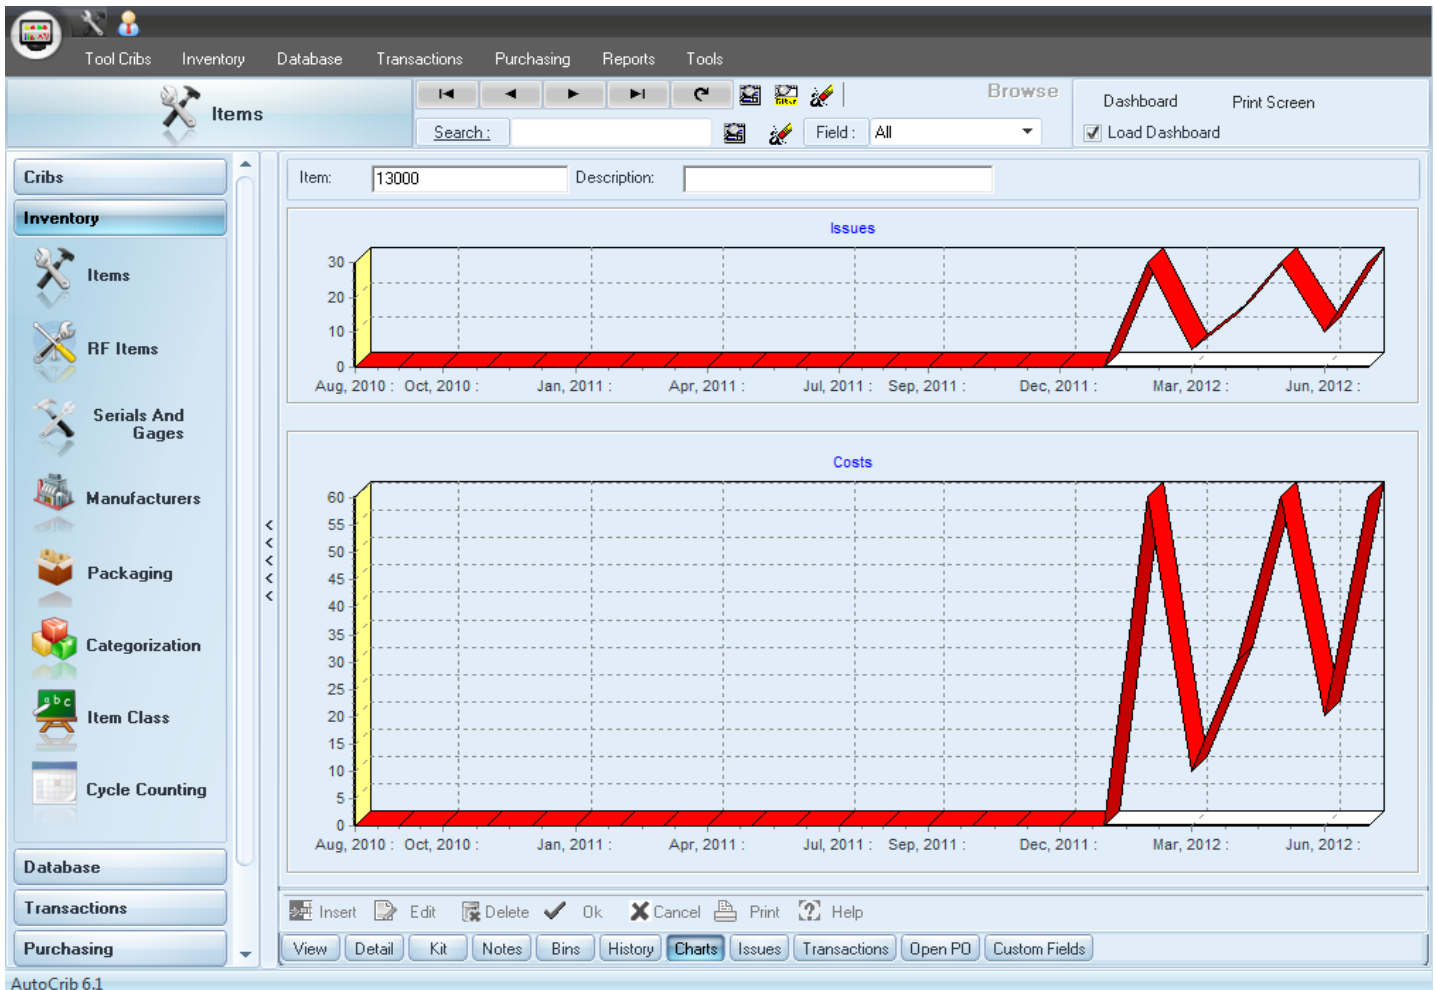 Tool Cribs Inventory Database Transactions Purchasing Reports Tools
Items
Browse
Dashboard Print Screen
Search : Field : All
Load Dashboard
Cribs
Inventory
Items
RF Items
Serials And
Gages
Manufacturers
Packaging
Categorization
Item Class
Cycle Counting
Database
Transactions
Purchasing
<
<
<
<
<
Item: 13000 Description:
Issues
30
20
10
0
Aug, 2010 : Oct, 2010 : Jan, 2011 : Apr, 2011 : Jul, 2011 : Sep, 2011 : Dec, 2011 : Mar, 2012 : Jun, 2012 :
Costs
60
55
50
45
40
35
30
25
20
15
10
5
0
Aug, 2010 : Oct, 2010 : Jan, 2011 : Apr, 2011 : Jul, 2011 : Sep, 2011 : Dec, 2011 : Mar, 2012 : Jun, 2012 :
Insert Edit Delete Ok Cancel Print Help
View Detail Kit Notes Bins History Charts Issues Transactions Open PO Custom Fields
AutoCrib 6.1